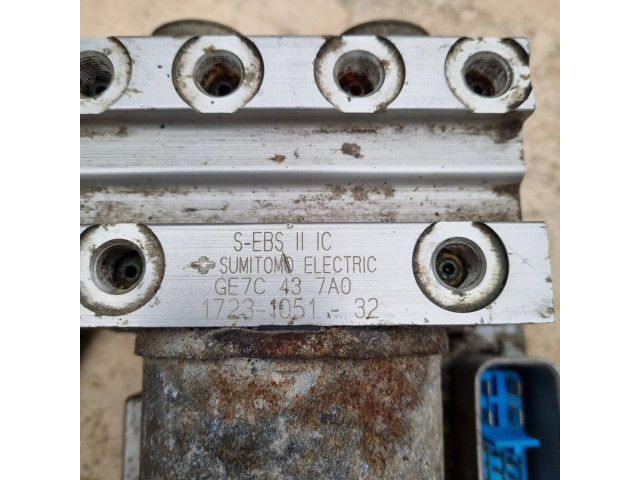 S-EBS II IC
SUMITOMO ELECTRIC
GE7C 43 7A0
1723-1051 - 32